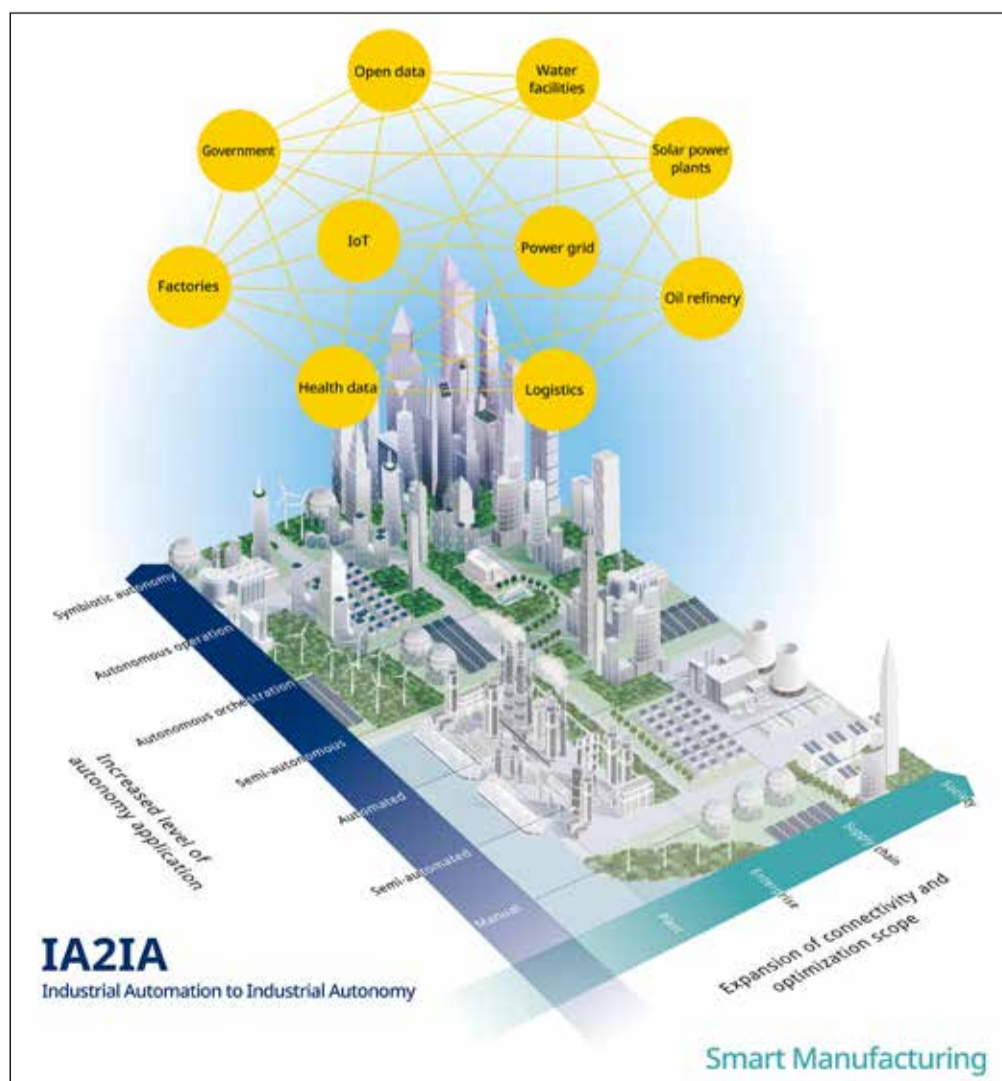 Open data
Water
facilities
Government
Solar power
plants
IoT
Power grid
Factories
Oil refinery
Health data
Logistics
Symbiotic autonomy
Autonomous operation
Autonomous orchestration
Semi-autonomous
Automated
Semi-automated
Manual
Increased level of
autonomy application
Society
Supply chain
Enterprise
Plant
Expansion of connectivity and
optimization scope
IA2IA
Industrial Automation to Industrial Autonomy
Smart Manufacturing